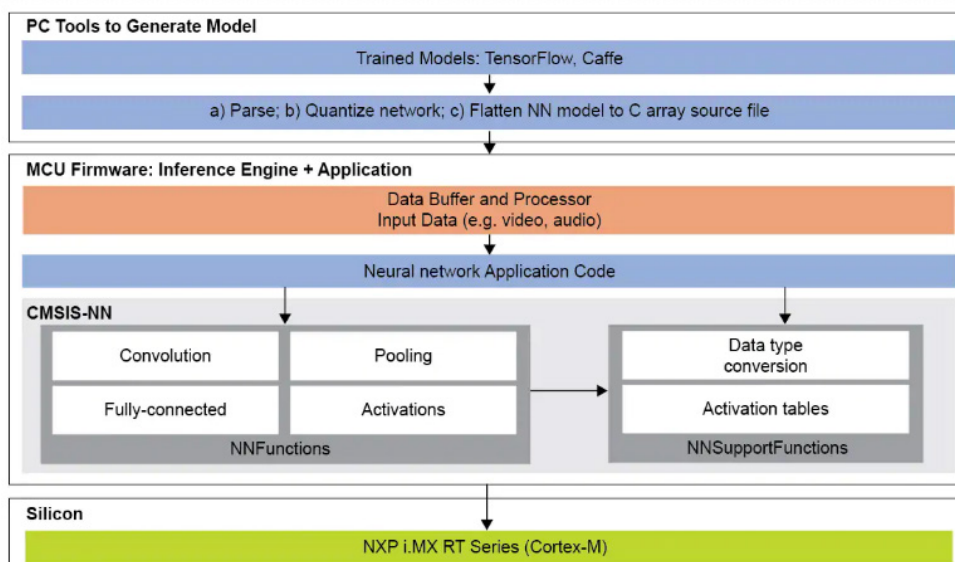 PC Tools to Generate Model
Trained Models: TensorFlow, Caffe
a) Parse; b) Quantize network; c) Flatten NN model to C array source file
MCU Firmware: Inference Engine + Application
Data Buffer and Processor
Input Data (e.g. video, audio)
Neural network Application Code
CMSIS-NN
Convolution
Pooling
Fully-connected
Activations
NNFunctions
Data type
conversion
Activation tables
NNSupportFunctions
Silicon
NXP i.MX RT Series (Cortex-M)